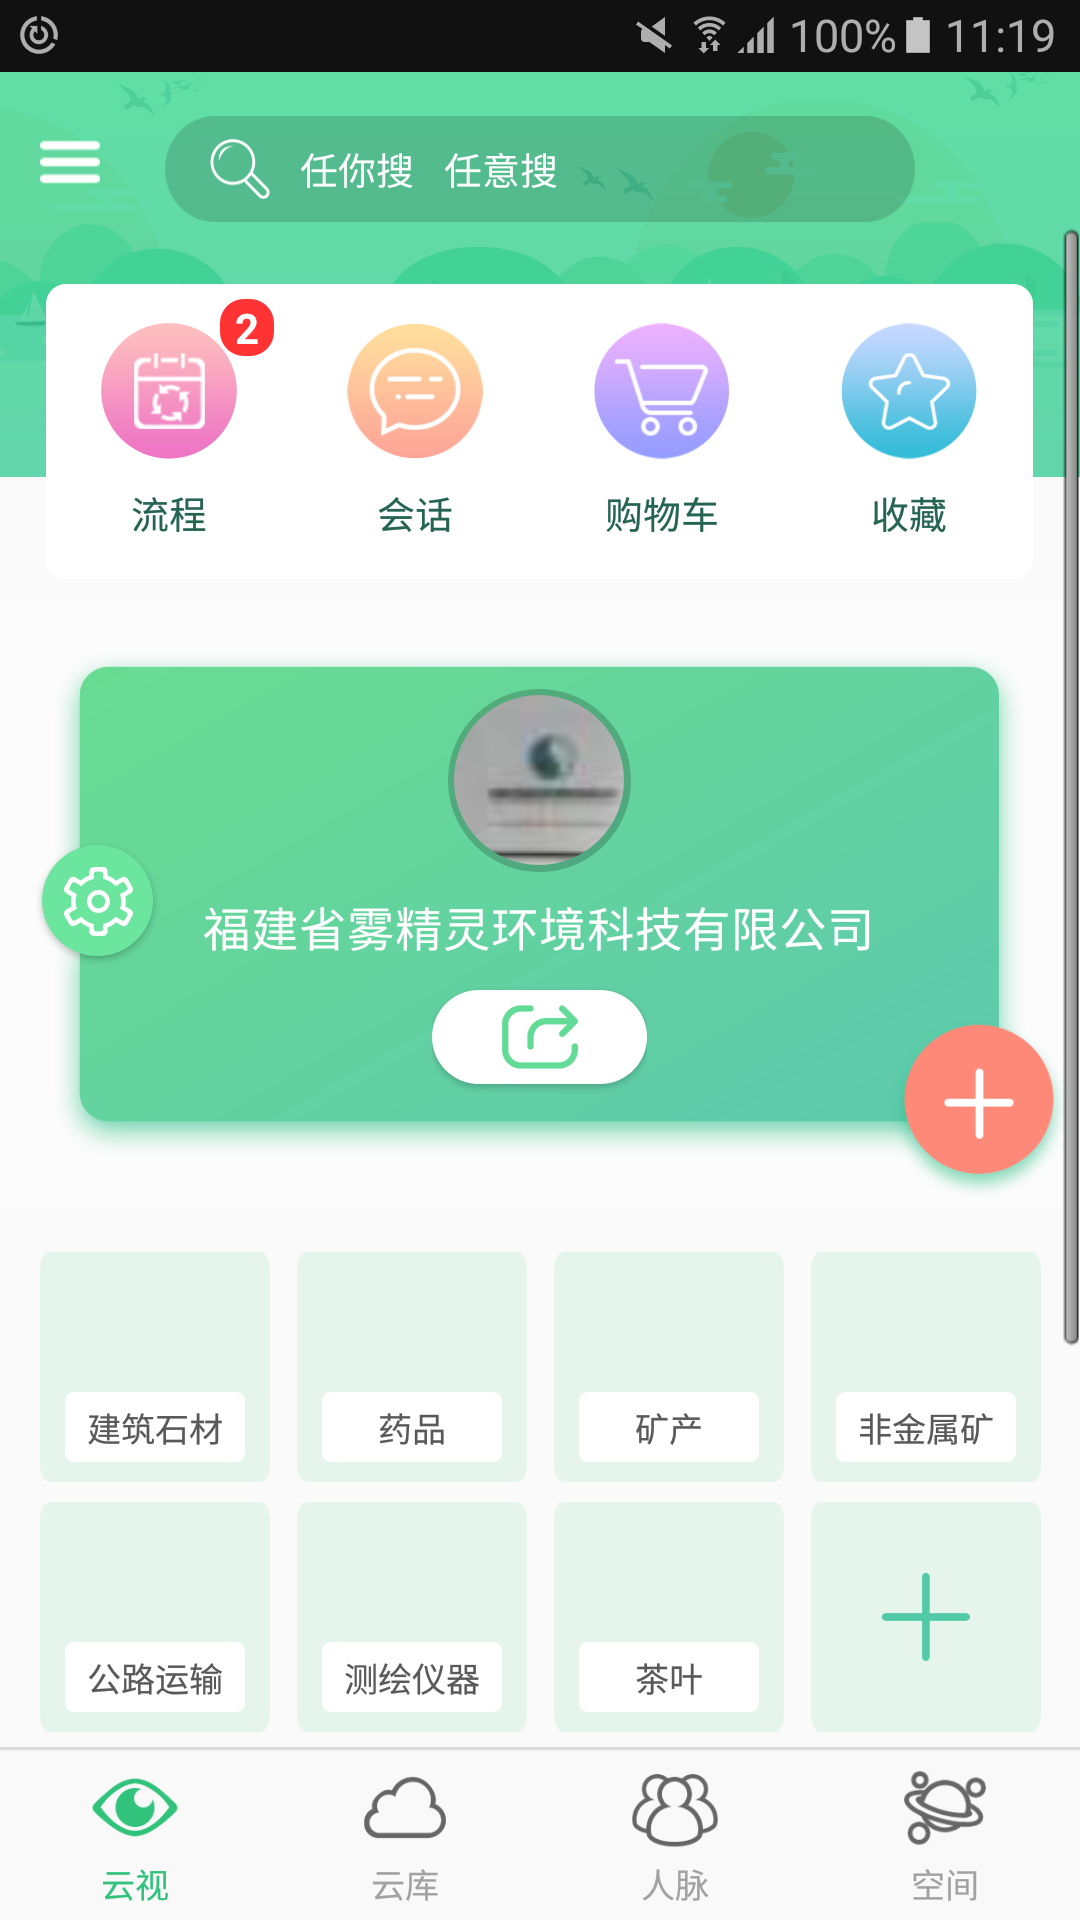 100% 11:19
任你搜 任意搜
2
流程 会话 购物车 收藏
福建省雾精灵环境科技有限公司
建筑石材 药品 矿产 非金属矿
公路运输 测绘仪器 茶叶
云视 云库 人脉 空间